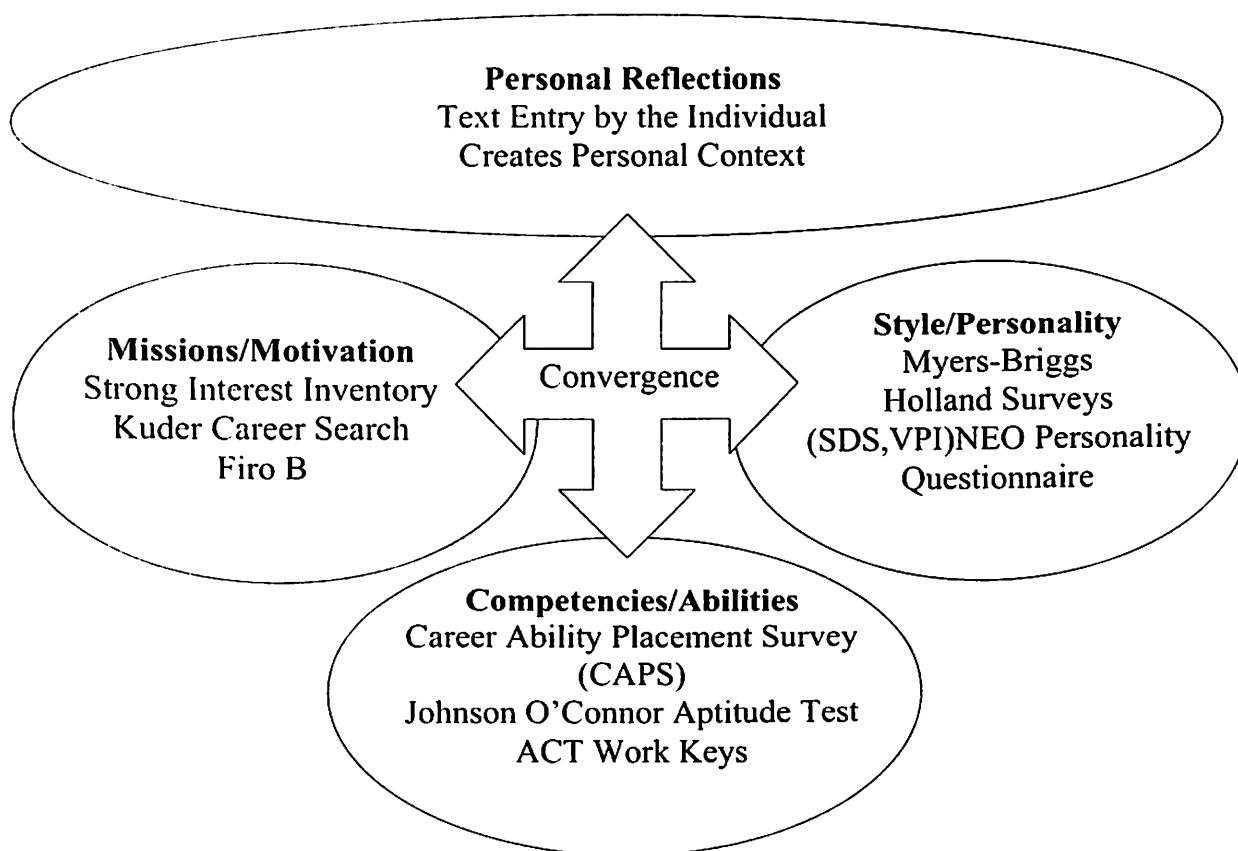 Personal Reflections
Text Entry by the Individual
Creates Personal Context
Missions/Motivation
Strong Interest Inventory
Kuder Career Search
Firo B
Convergence
Style/Personality
Myers-Briggs
Holland Surveys
(SDS,VPI)NEO Personality
Questionnaire
Competencies/Abilities
Career Ability Placement Survey
(CAPS)
Johnson O'Connor Aptitude Test
ACT Work Keys